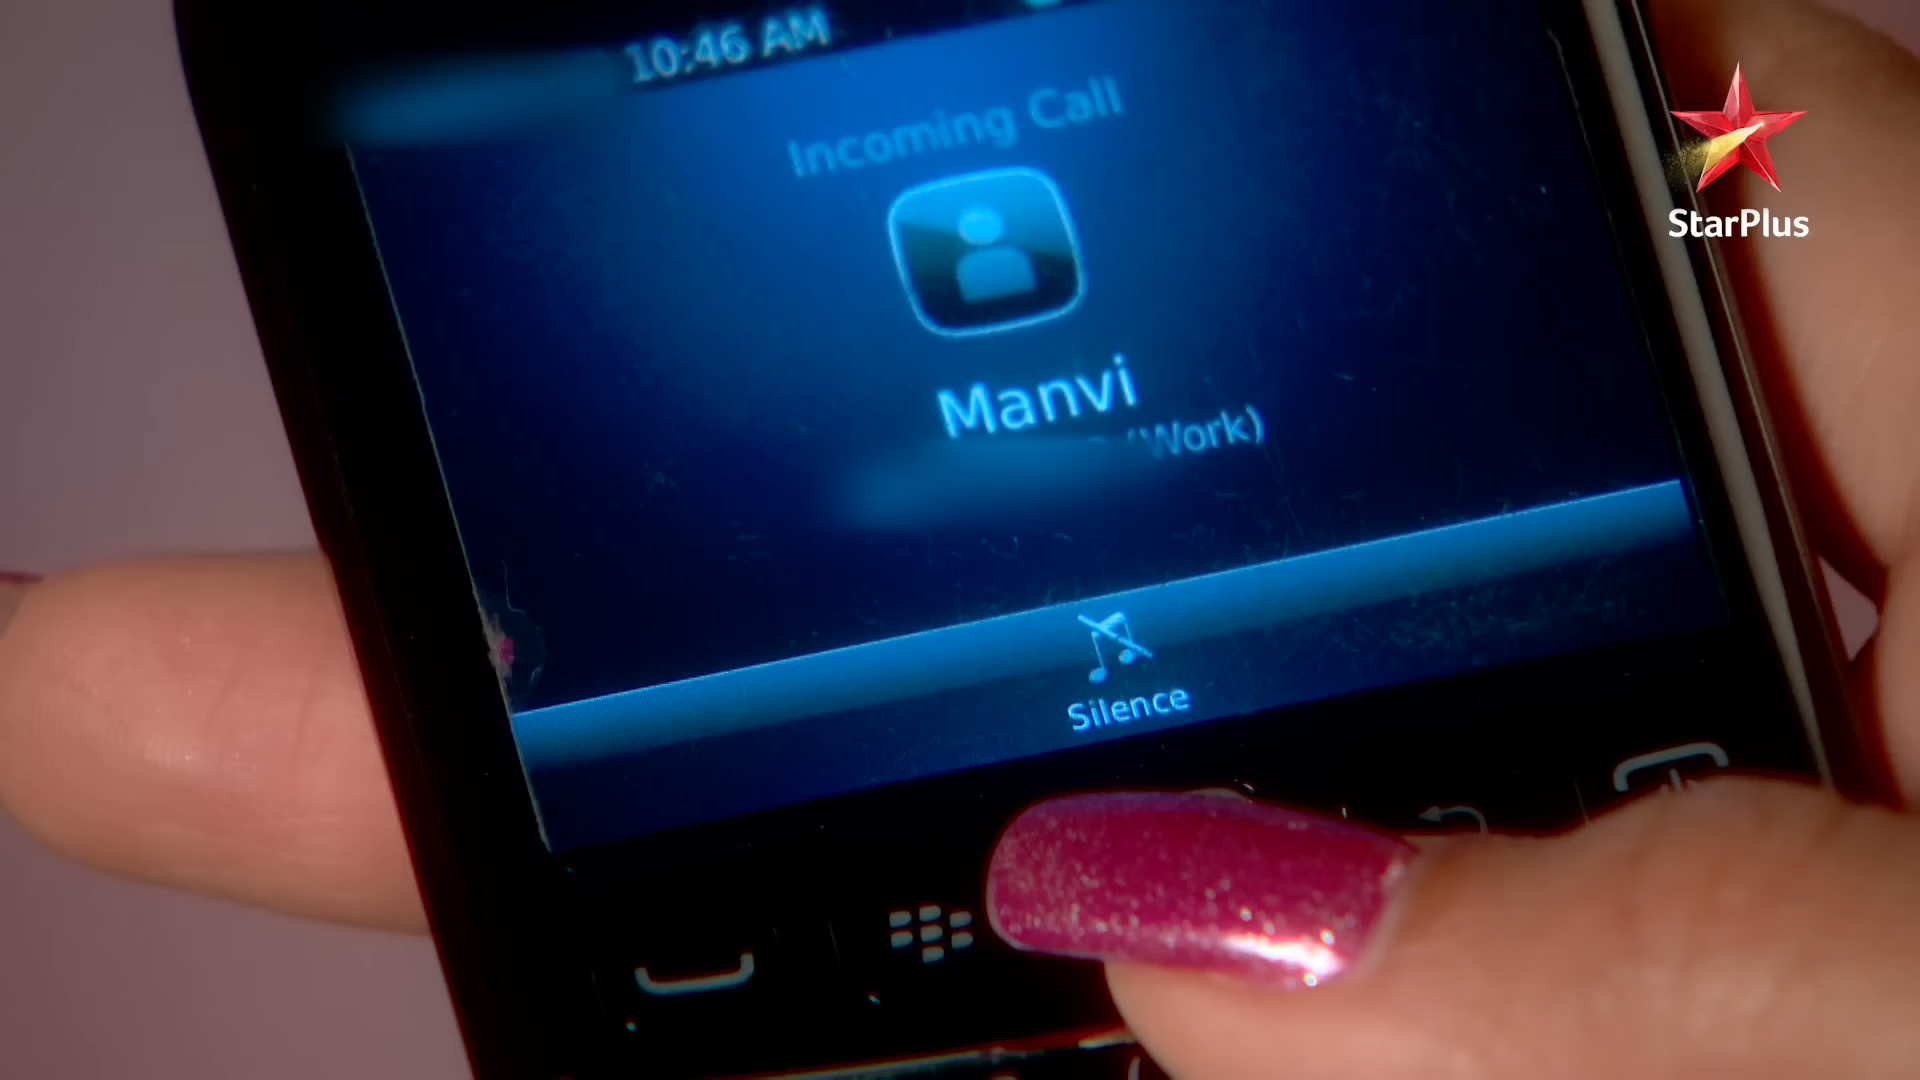 10:46 AM
Incoming Call
Manvi
(Work)
Silence
StarPlus